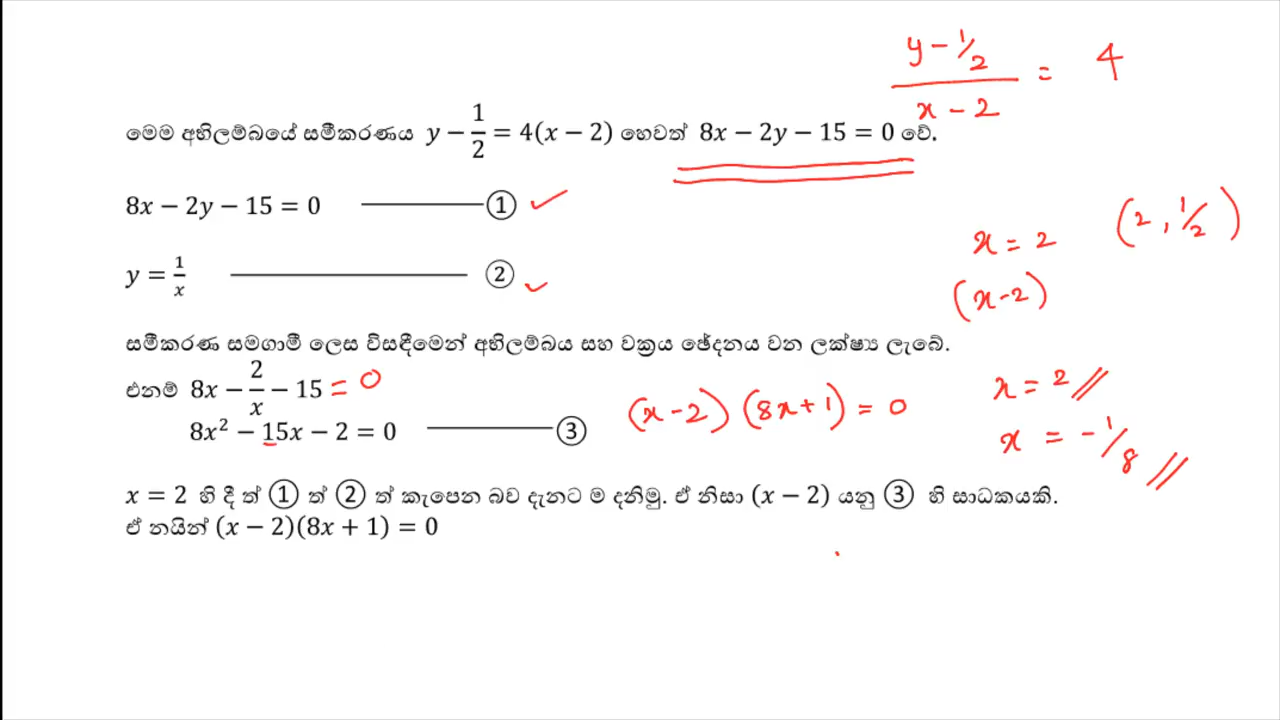 y − 1/2 / x − 2 = 4
මෙම අභිලම්බයේ සමීකරණය y − 1/2 = 4(x − 2) හෙවත් 8x − 2y − 15 = 0 වේ.
8x − 2y − 15 = 0 ——— ①
(2, 1/2)
x = 2
y = 1/x ——— ②
(x-2)
සමීකරණ සමගාමී ලෙස විසඳීමෙන් අභිලම්බය සහ වක්‍රය ඡේදනය වන ලක්ෂ්‍ය ලැබේ.
එනම් 8x − 2/x − 15 = 0
x = 2 //
(x-2) (8x+1) = 0
8x² − 15x − 2 = 0 ——— ③
x = -1/8 //
x = 2 හි දී ත් ① ත් ② ත් කැපෙන බව දැනට ම දනිමු. ඒ නිසා (x − 2) යනු ③ හි සාධකයකි.
ඒ නයින් (x − 2)(8x + 1) = 0